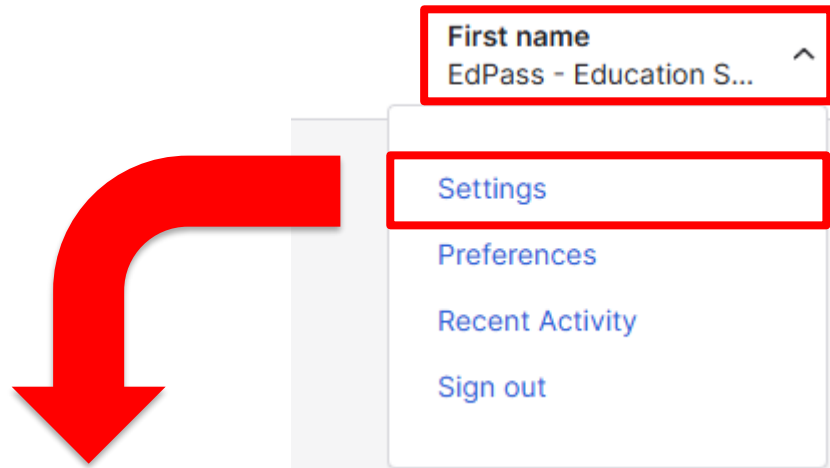 First name
EdPass - Education S...
Settings
Preferences
Recent Activity
Sign out